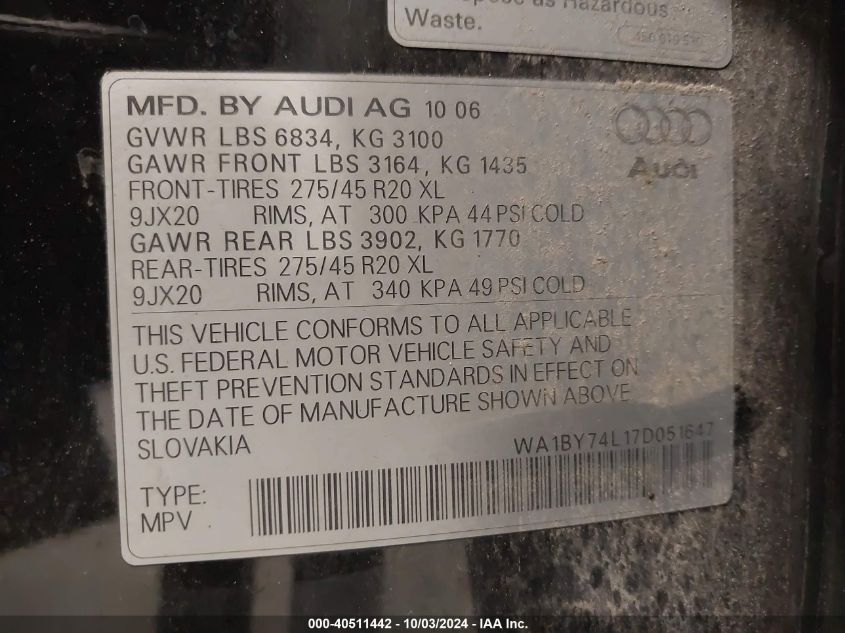 as Hazardous
Waste.
MFD. BY AUDI AG 10 06
GVWR LBS 6834, KG 3100
GAWR FRONT LBS 3164, KG 1435
FRONT-TIRES 275/45 R20 XL
9JX20 RIMS, AT 300 KPA 44 PSI COLD
GAWR REAR LBS 3902, KG 1770
REAR-TIRES 275/45 R20 XL
9JX20 RIMS, AT 340 KPA 49 PSI COLD
Audi
THIS VEHICLE CONFORMS TO ALL APPLICABLE
U.S. FEDERAL MOTOR VEHICLE SAFETY AND
THEFT PREVENTION STANDARDS IN EFFECT ON
THE DATE OF MANUFACTURE SHOWN ABOVE
SLOVAKIA WA1BY74L17D051647
TYPE:
MPV
000-40511442 - 10/03/2024 - IAA Inc.